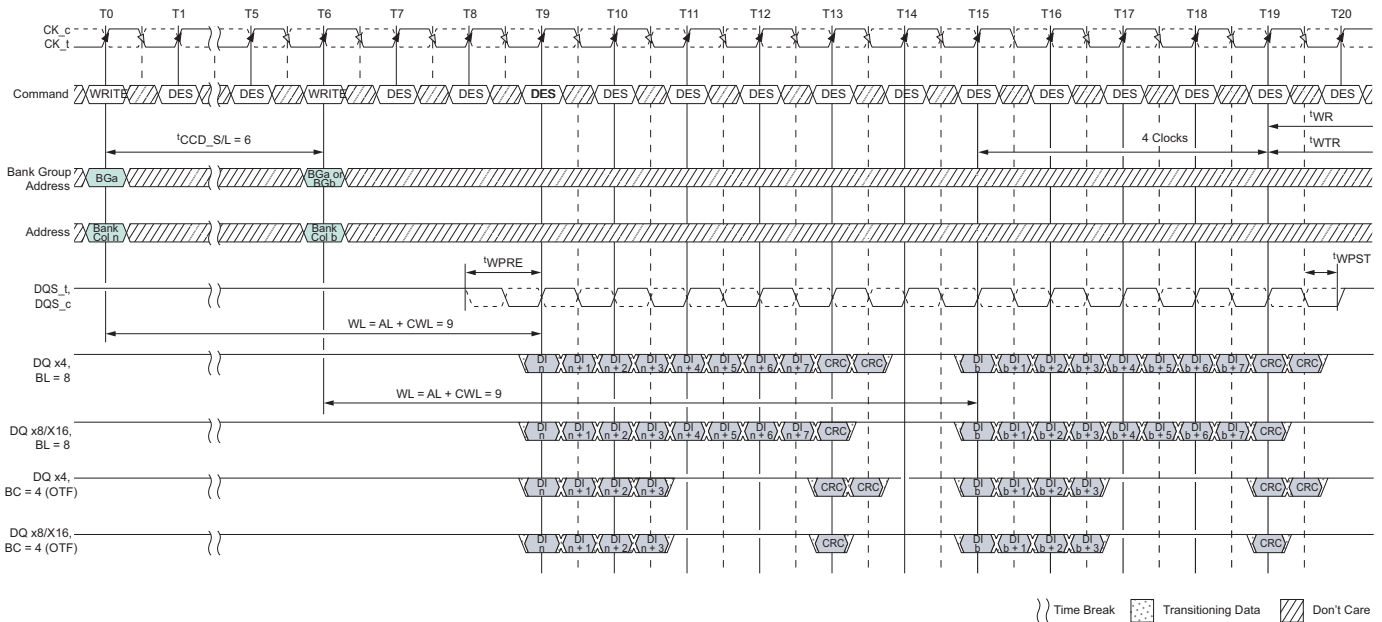 T0 T1 T5 T6 T7 T8 T9 T10 T11 T12 T13 T14 T15 T16 T17 T18 T19 T20
CK_c
CK_t
Command WRITE DES DES WRITE DES DES DES DES DES DES DES DES DES DES DES DES DES DES
tWR
tCCD_S/L = 6 4 Clocks tWTR
Bank Group
Address
BGa
BGa or
BGb
Address
Bank
Col n
Bank
Col b
tWPRE tWPST
DQS_t,
DQS_c
WL = AL + CWL = 9
DQ x4,
BL = 8
DI n DI n + 1 DI n + 2 DI n + 3 DI n + 4 DI n + 5 DI n + 6 DI n + 7 CRC CRC DI b DI b + 1 DI b + 2 DI b + 3 DI b + 4 DI b + 5 DI b + 6 DI b + 7 CRC CRC
WL = AL + CWL = 9
DQ x8/X16,
BL = 8
DI n DI n + 1 DI n + 2 DI n + 3 DI n + 4 DI n + 5 DI n + 6 DI n + 7 CRC DI b DI b + 1 DI b + 2 DI b + 3 DI b + 4 DI b + 5 DI b + 6 DI b + 7 CRC
DQ x4,
BC = 4 (OTF)
DI n DI n + 1 DI n + 2 DI n + 3 CRC CRC DI b DI b + 1 DI b + 2 DI b + 3 CRC CRC
DQ x8/X16,
BC = 4 (OTF)
DI n DI n + 1 DI n + 2 DI n + 3 CRC DI b DI b + 1 DI b + 2 DI b + 3 CRC
Time Break Transitioning Data Don't Care